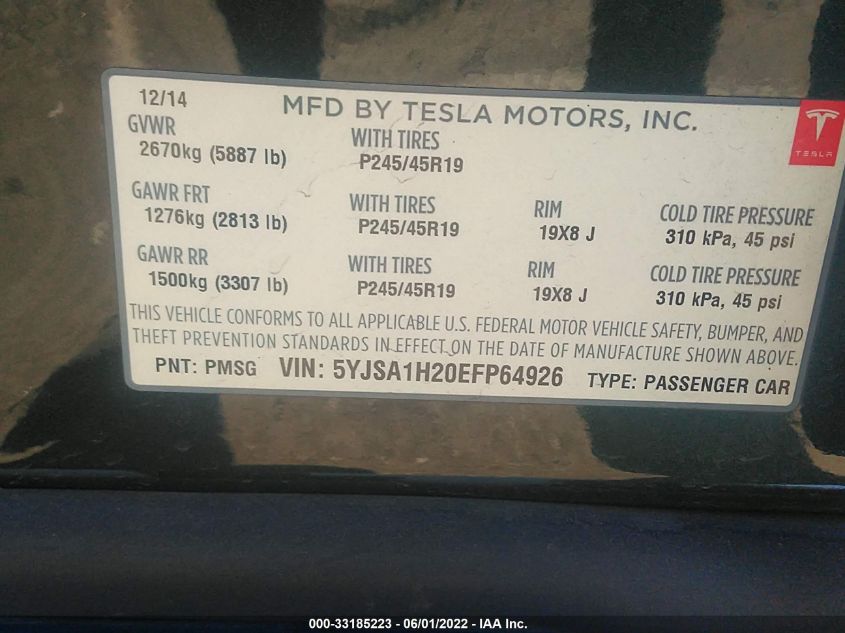 12/14 MFD BY TESLA MOTORS, INC.
GVWR WITH TIRES
2670kg (5887 lb) P245/45R19
TESLA
GAWR FRT WITH TIRES RIM COLD TIRE PRESSURE
1276kg (2813 lb) P245/45R19 19X8 J 310 kPa, 45 psi
GAWR RR WITH TIRES RIM COLD TIRE PRESSURE
1500kg (3307 lb) P245/45R19 19X8 J 310 kPa, 45 psi
THIS VEHICLE CONFORMS TO ALL APPLICABLE U.S. FEDERAL MOTOR VEHICLE SAFETY, BUMPER, AND
THEFT PREVENTION STANDARDS IN EFFECT ON THE DATE OF MANUFACTURE SHOWN ABOVE.
PNT: PMSG VIN: 5YJSA1H20EFP64926 TYPE: PASSENGER CAR
000-33185223 - 06/01/2022 - IAA Inc.